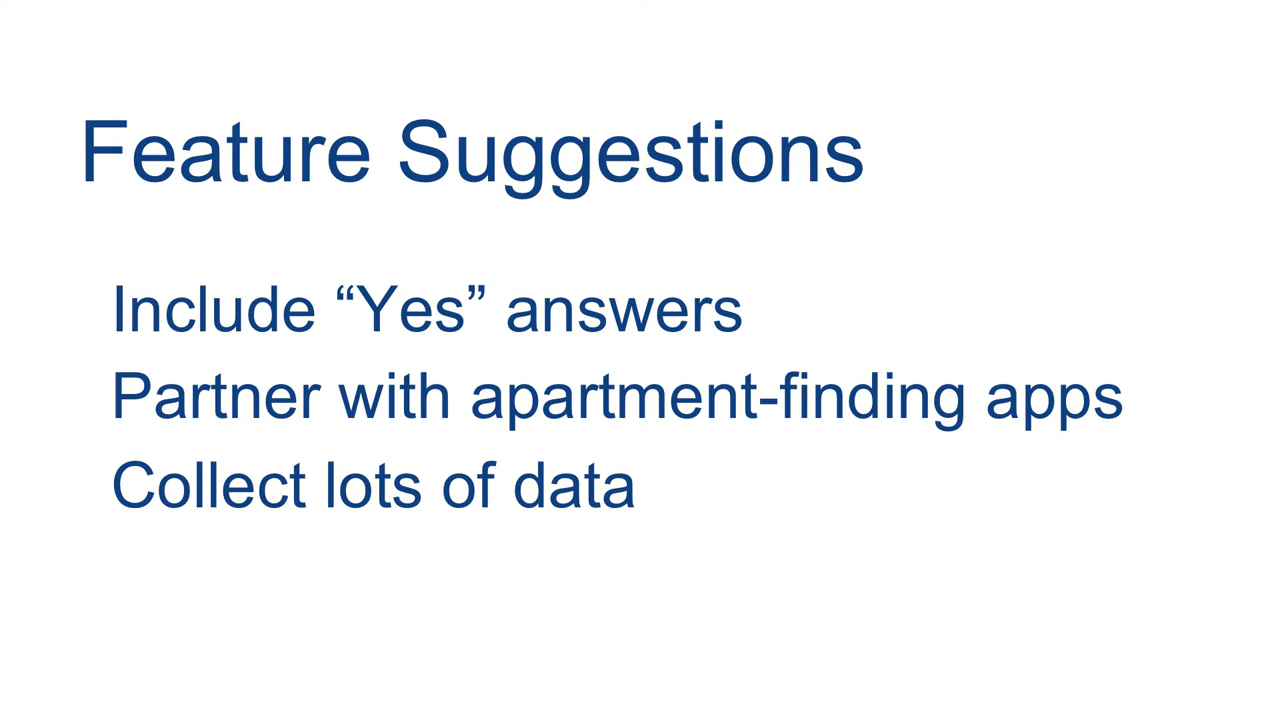 Feature Suggestions
Include “Yes” answers
Partner with apartment-finding apps
Collect lots of data